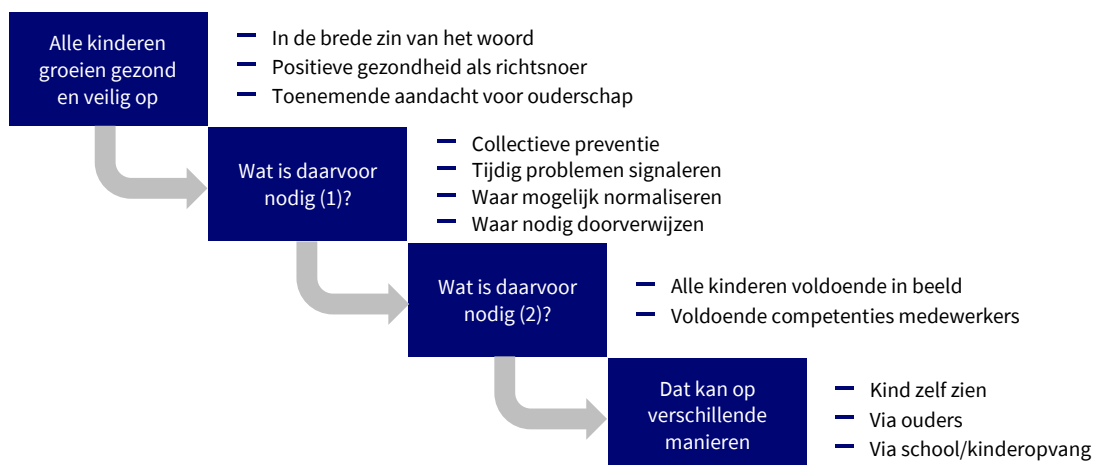 Alle kinderen
groeien gezond
en veilig op
— In de brede zin van het woord
— Positieve gezondheid als richtsnoer
— Toenemende aandacht voor ouderschap
Wat is daarvoor
nodig (1)?
— Collectieve preventie
— Tijdig problemen signaleren
— Waar mogelijk normaliseren
— Waar nodig doorverwijzen
Wat is daarvoor
nodig (2)?
— Alle kinderen voldoende in beeld
— Voldoende competenties medewerkers
Dat kan op
verschillende
manieren
— Kind zelf zien
— Via ouders
— Via school/kinderopvang